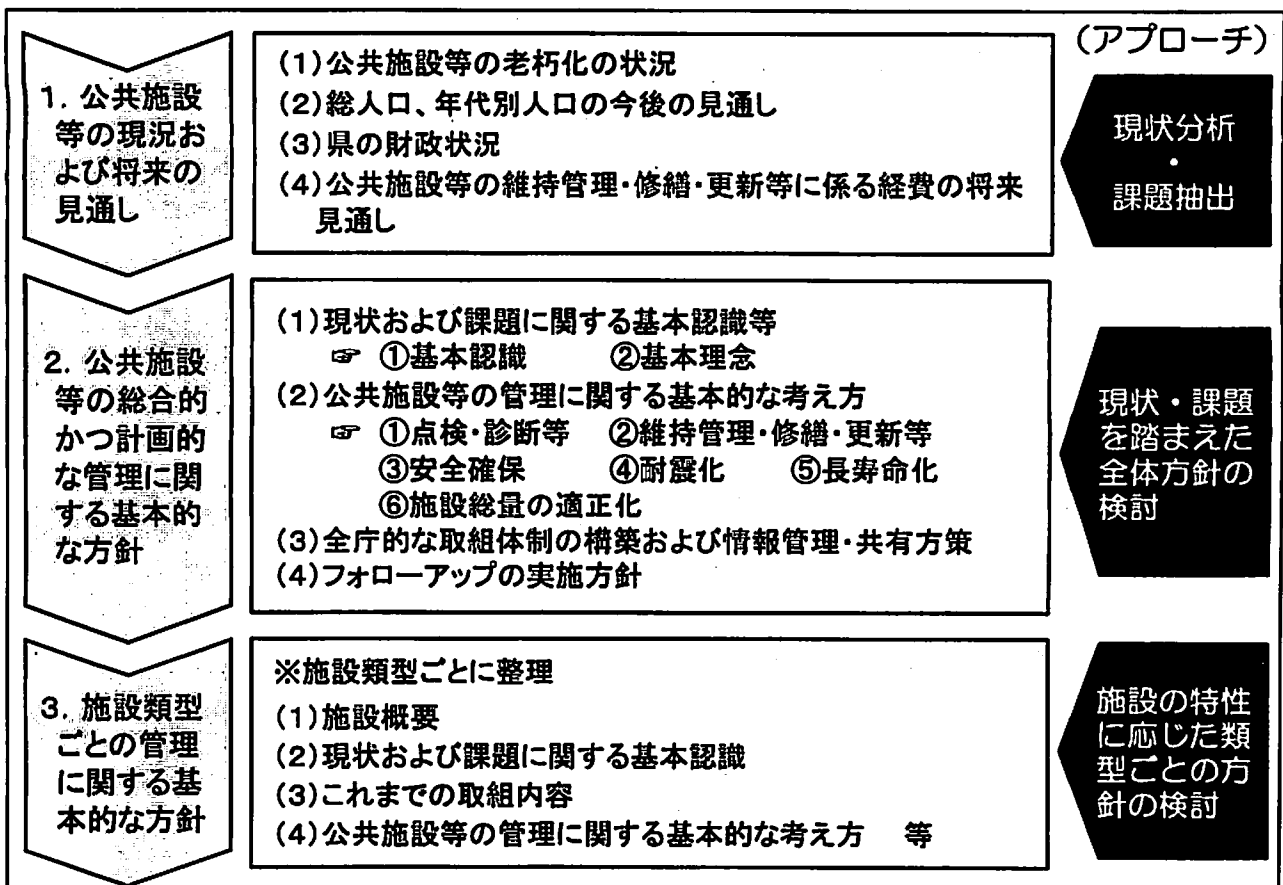 (アプローチ)
1. 公共施設
等の現況お
よび将来の
見通し
(1)公共施設等の老朽化の状況
(2)総人口、年代別人口の今後の見通し
(3)県の財政状況
(4)公共施設等の維持管理・修繕・更新等に係る経費の将来
見通し
現状分析
・
課題抽出
2. 公共施設
等の総合的
かつ計画的
な管理に関
する基本的
な方針
(1)現状および課題に関する基本認識等
☞ ①基本認識 ②基本理念
(2)公共施設等の管理に関する基本的な考え方
☞ ①点検・診断等 ②維持管理・修繕・更新等
③安全確保 ④耐震化 ⑤長寿命化
⑥施設総量の適正化
(3)全庁的な取組体制の構築および情報管理・共有方策
(4)フォローアップの実施方針
現状・課題
を踏まえた
全体方針の
検討
3. 施設類型
ごとの管理
に関する基
本的な方針
※施設類型ごとに整理
(1)施設概要
(2)現状および課題に関する基本認識
(3)これまでの取組内容
(4)公共施設等の管理に関する基本的な考え方 等
施設の特性
に応じた類
型ごとの方
針の検討